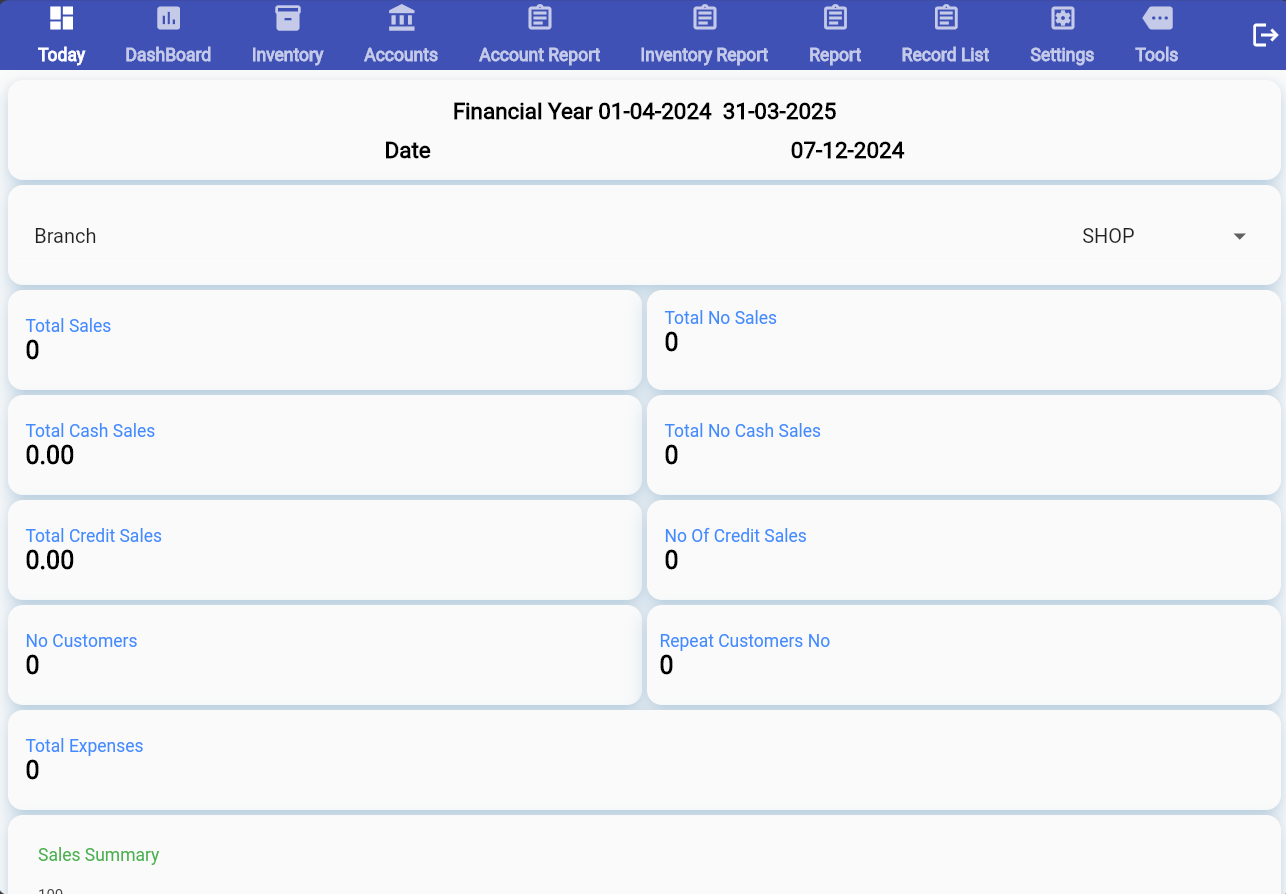 Today DashBoard Inventory Accounts Account Report Inventory Report Report Record List Settings Tools
Financial Year 01-04-2024 31-03-2025
Date 07-12-2024
Branch SHOP
Total Sales
0
Total No Sales
0
Total Cash Sales
0.00
Total No Cash Sales
0
Total Credit Sales
0.00
No Of Credit Sales
0
No Customers
0
Repeat Customers No
0
Total Expenses
0
Sales Summary
100